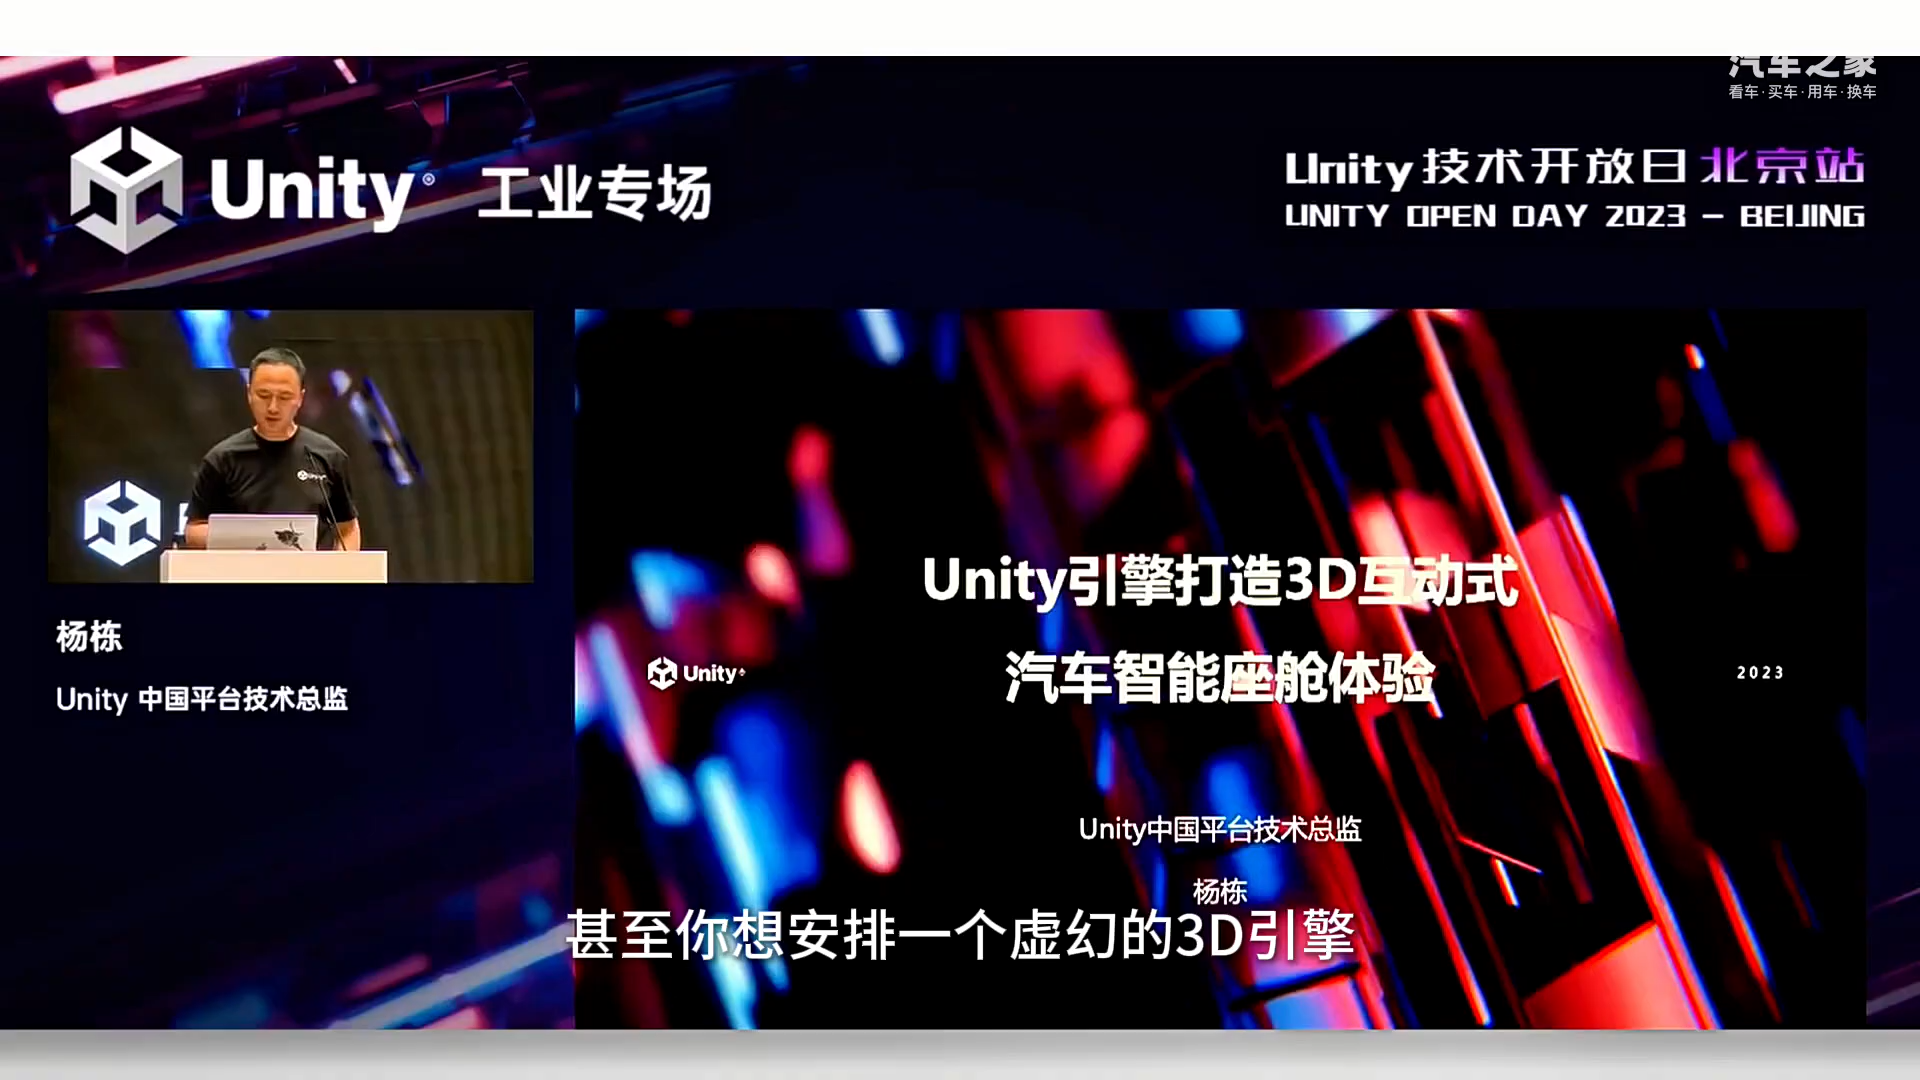 汽车之家
看车·买车·用车·换车
Unity 工业专场
Unity技术开放日北京站
UNITY OPEN DAY 2023 - BEIJING
杨栋
Unity 中国平台技术总监
Unity引擎打造3D互动式
汽车智能座舱体验
Unity
2023
Unity中国平台技术总监
杨栋
甚至你想安排一个虚幻的3D引擎